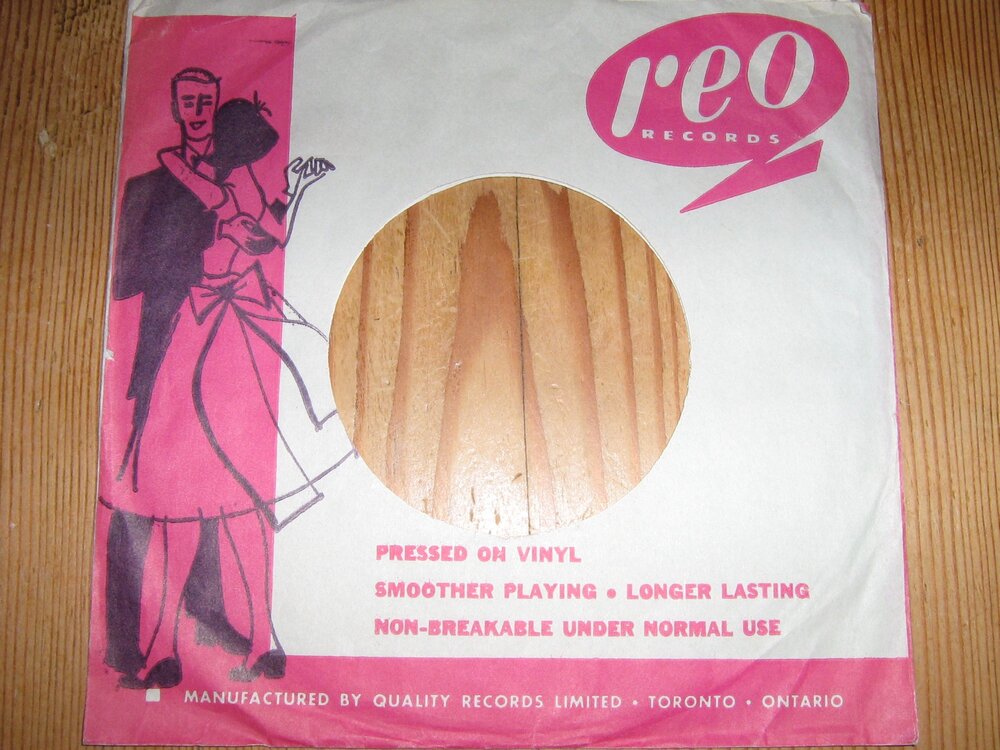 reo
RECORDS
PRESSED ON VINYL
SMOOTHER PLAYING • LONGER LASTING
NON-BREAKABLE UNDER NORMAL USE
MANUFACTURED BY QUALITY RECORDS LIMITED • TORONTO • ONTARIO